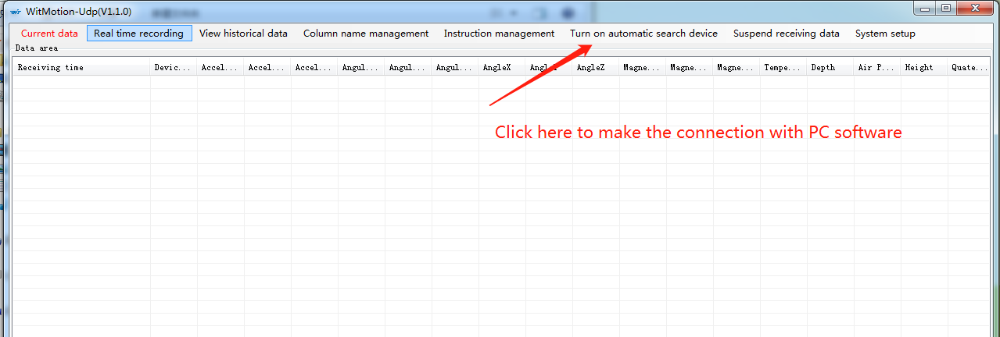 WitMotion-Udp(V1.1.0)
Current data Real time recording View historical data Column name management Instruction management Turn on automatic search device Suspend receiving data System setup
Data area
Receiving time Devic... Accel... Accel... Accel... Angul... Angul... Angul... AngleX AngleY AngleZ Magne... Magne... Magne... Tempe... Depth Air P... Height Quate...
Click here to make the connection with PC software